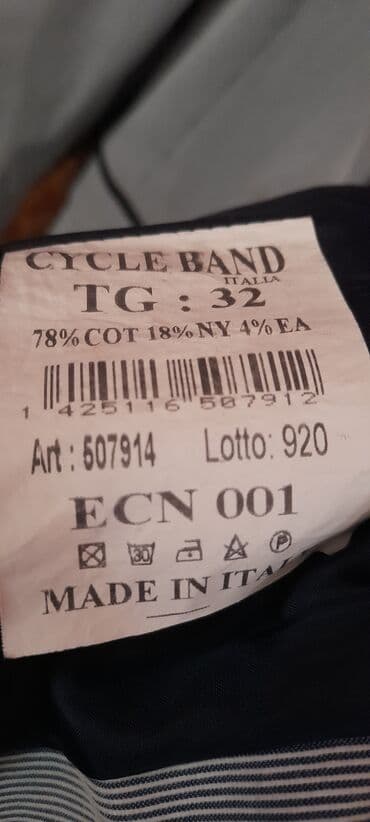 CYCLE BAND
ITALIA
TG : 32
78% COT 18% NY 4% EA
1 425116 507912
Art : 507914 Lotto: 920
ECN 001
30 P
MADE IN